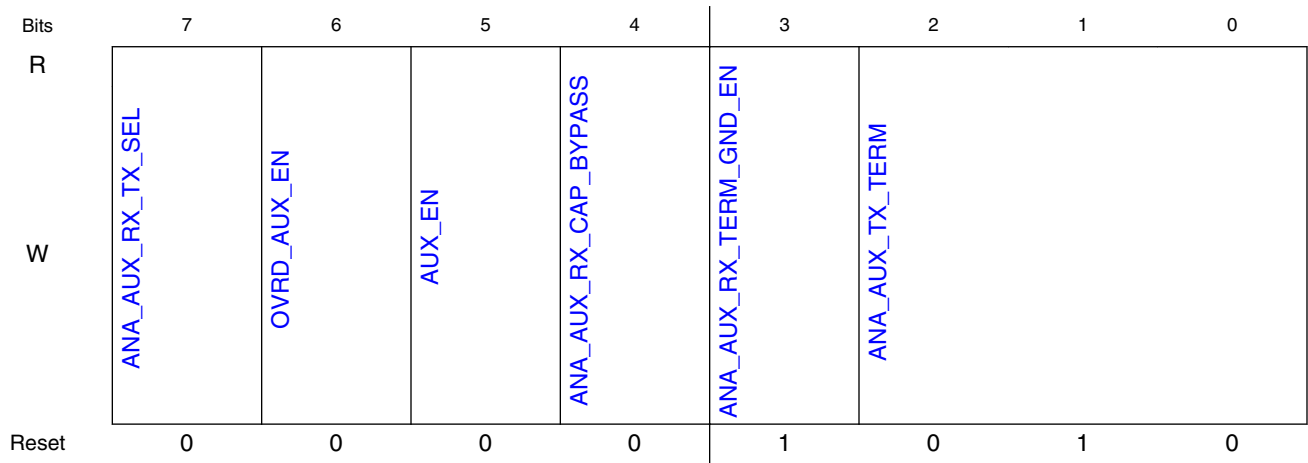 Bits 7 6 5 4 3 2 1 0
R
W
ANA_AUX_RX_TX_SEL
OVRD_AUX_EN
AUX_EN
ANA_AUX_RX_CAP_BYPASS
ANA_AUX_RX_TERM_GND_EN
ANA_AUX_TX_TERM
Reset 0 0 0 0 1 0 1 0